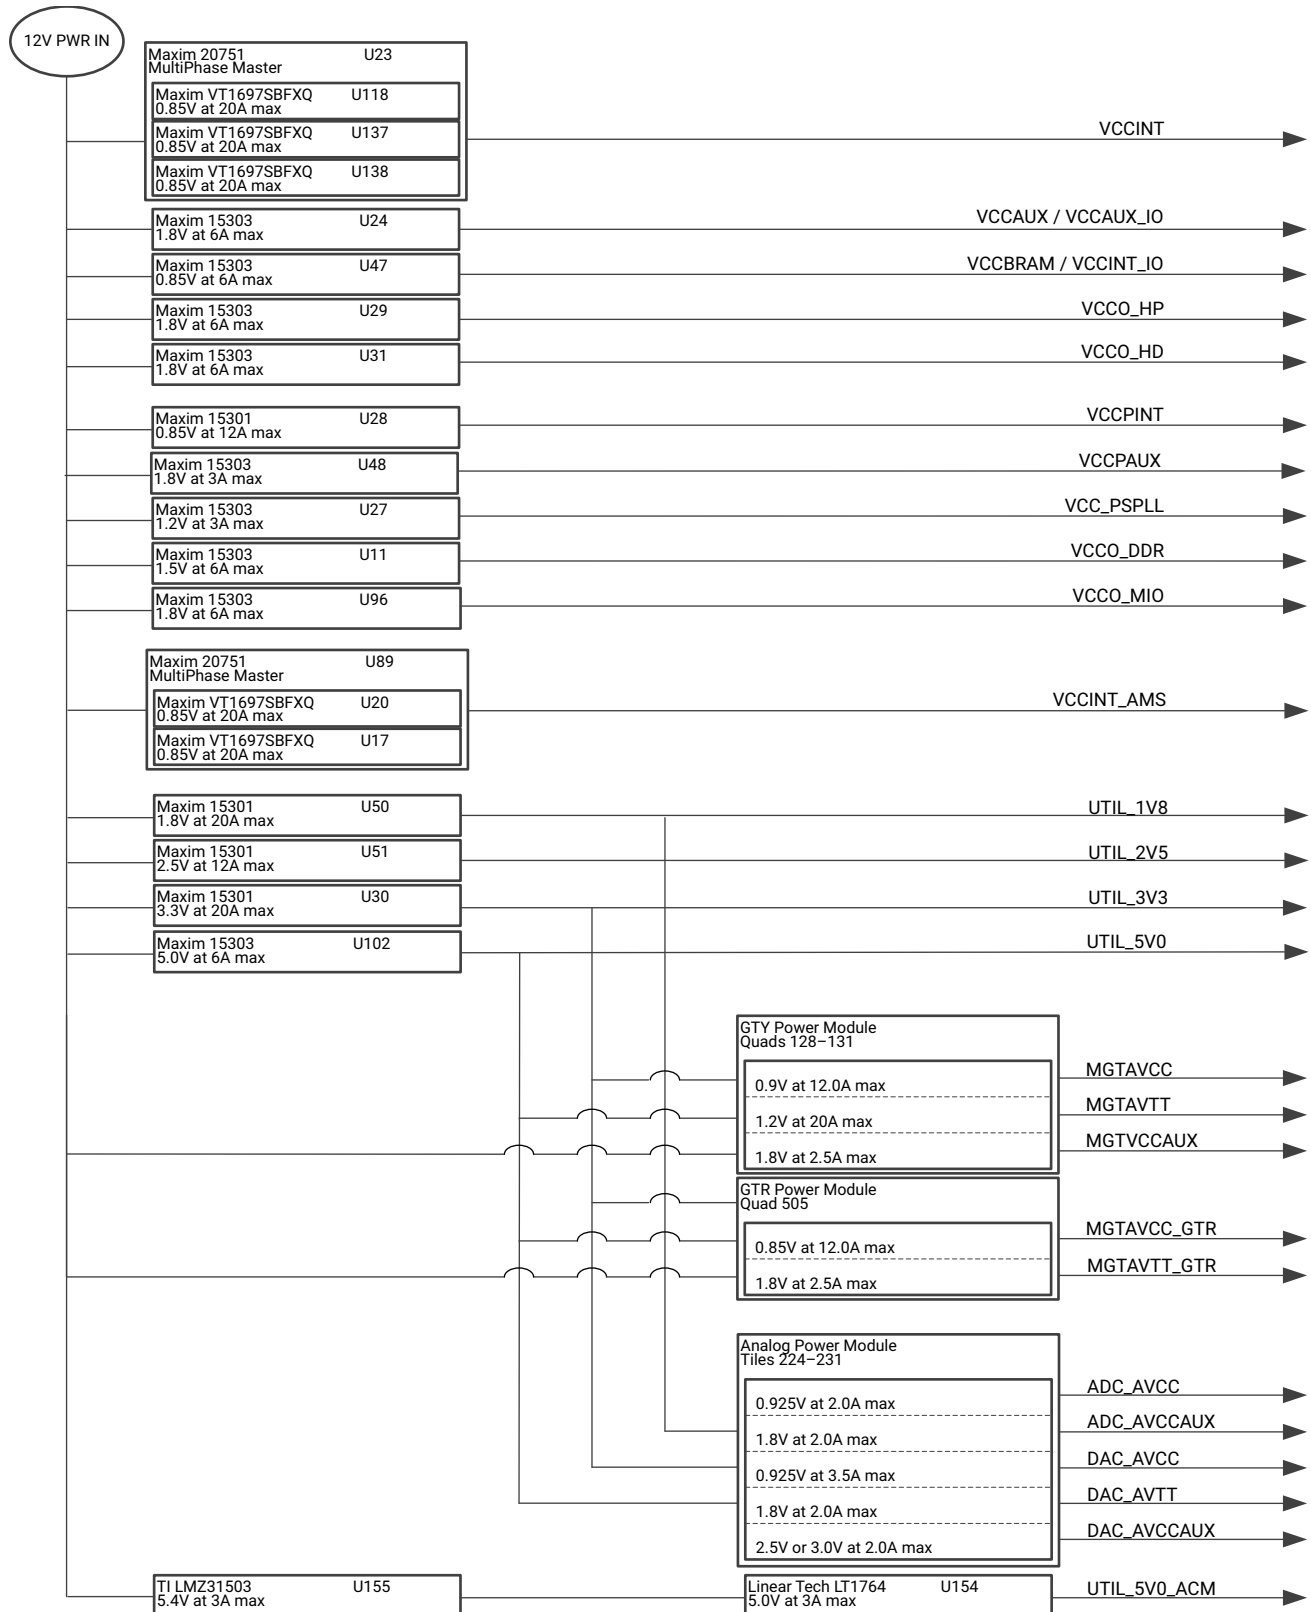 12V PWR IN
Maxim 20751 U23
MultiPhase Master
Maxim VT1697SBFXQ U118
0.85V at 20A max
Maxim VT1697SBFXQ U137
0.85V at 20A max
Maxim VT1697SBFXQ U138
0.85V at 20A max
VCCINT
Maxim 15303 U24
1.8V at 6A max
VCCAUX / VCCAUX_IO
Maxim 15303 U47
0.85V at 6A max
VCCBRAM / VCCINT_IO
Maxim 15303 U29
1.8V at 6A max
VCCO_HP
Maxim 15303 U31
1.8V at 6A max
VCCO_HD
Maxim 15301 U28
0.85V at 12A max
VCCPINT
Maxim 15303 U48
1.8V at 3A max
VCCPAUX
Maxim 15303 U27
1.2V at 3A max
VCC_PSPLL
Maxim 15303 U11
1.5V at 6A max
VCCO_DDR
Maxim 15303 U96
1.8V at 6A max
VCCO_MIO
Maxim 20751 U89
MultiPhase Master
Maxim VT1697SBFXQ U20
0.85V at 20A max
Maxim VT1697SBFXQ U17
0.85V at 20A max
VCCINT_AMS
Maxim 15301 U50
1.8V at 20A max
UTIL_1V8
Maxim 15301 U51
2.5V at 12A max
UTIL_2V5
Maxim 15301 U30
3.3V at 20A max
UTIL_3V3
Maxim 15303 U102
5.0V at 6A max
UTIL_5V0
GTY Power Module
Quads 128–131
0.9V at 12.0A max
1.2V at 20A max
1.8V at 2.5A max
MGTAVCC
MGTAVTT
MGTVCCAUX
GTR Power Module
Quad 505
0.85V at 12.0A max
1.8V at 2.5A max
MGTAVCC_GTR
MGTAVTT_GTR
Analog Power Module
Tiles 224–231
0.925V at 2.0A max
1.8V at 2.0A max
0.925V at 3.5A max
1.8V at 2.0A max
2.5V or 3.0V at 2.0A max
ADC_AVCC
ADC_AVCCAUX
DAC_AVCC
DAC_AVTT
DAC_AVCCAUX
TI LMZ31503 U155
5.4V at 3A max
Linear Tech LT1764 U154
5.0V at 3A max
UTIL_5V0_ACM